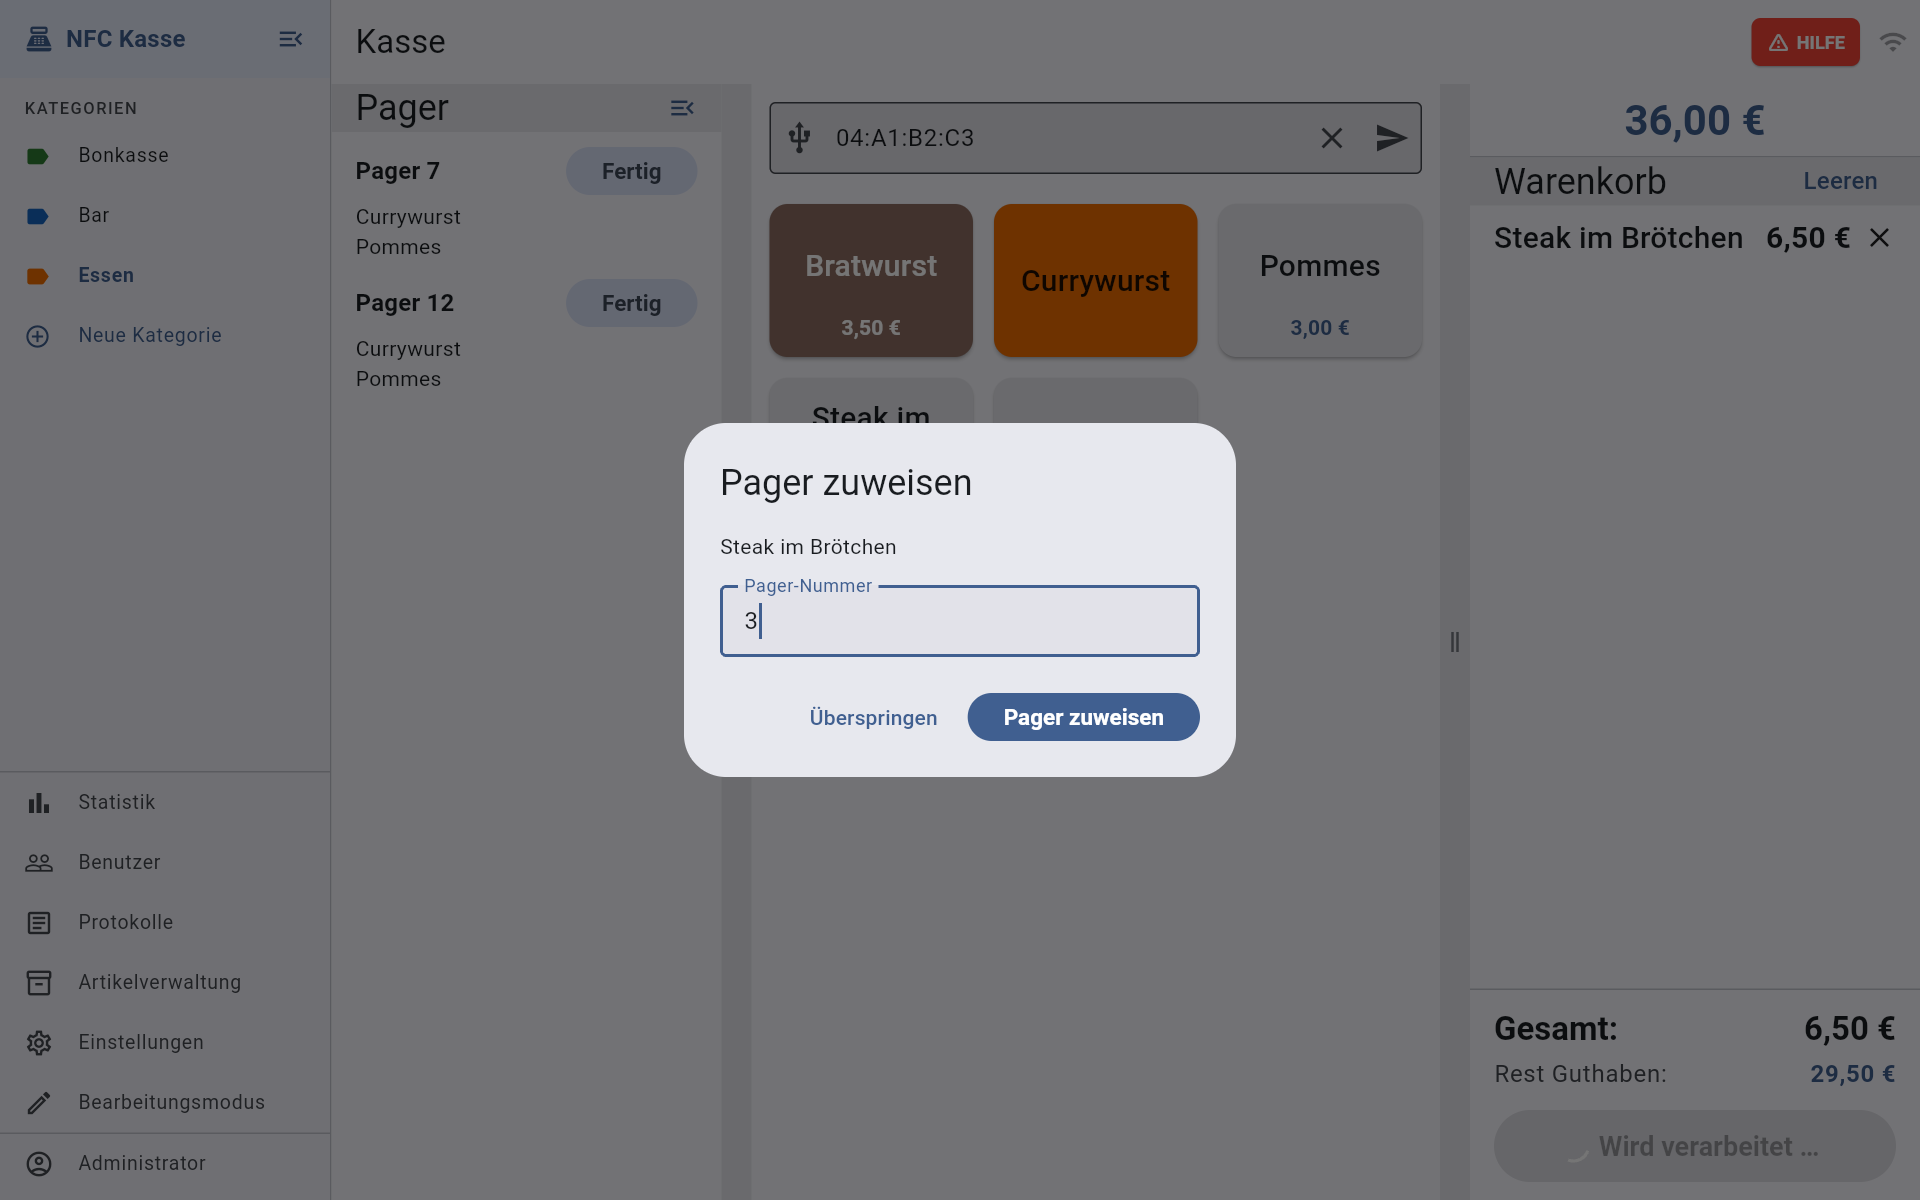 NFC Kasse
KATEGORIEN
Bonkasse
Bar
Essen
Neue Kategorie
Statistik
Benutzer
Protokolle
Artikelverwaltung
Einstellungen
Bearbeitungsmodus
Administrator
Kasse
HILFE
Pager
Pager 7
Fertig
Currywurst
Pommes
Pager 12
Fertig
Currywurst
Pommes
04:A1:B2:C3
Bratwurst
3,50 €
Currywurst
Pommes
3,00 €
Steak im
Pager zuweisen
Steak im Brötchen
Pager-Nummer
3
Überspringen
Pager zuweisen
36,00 €
Warenkorb
Leeren
Steak im Brötchen 6,50 €
Gesamt: 6,50 €
Rest Guthaben: 29,50 €
Wird verarbeitet ...